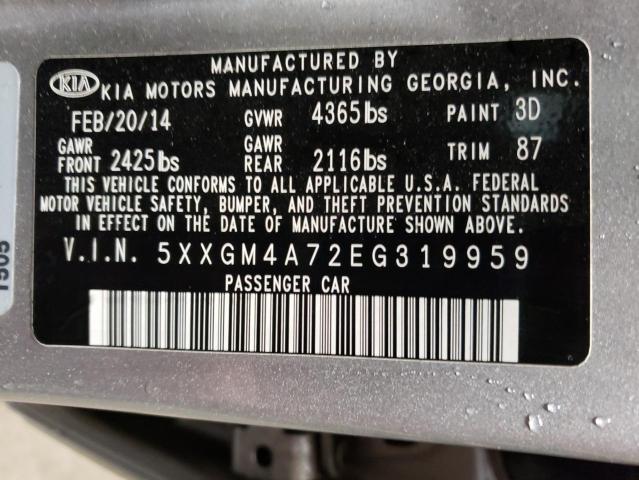 MANUFACTURED BY
KIA KIA MOTORS MANUFACTURING GEORGIA, INC.
FEB/20/14 GVWR 4365lbs PAINT 3D
GAWR FRONT 2425lbs GAWR REAR 2116lbs TRIM 87
THIS VEHICLE CONFORMS TO ALL APPLICABLE U.S.A. FEDERAL
MOTOR VEHICLE SAFETY, BUMPER, AND THEFT PREVENTION STANDARDS
IN EFFECT ON THE DATE OF MANUFACTURE SHOWN ABOVE.
V.I.N. 5XXGM4A72EG319959
PASSENGER CAR
1505